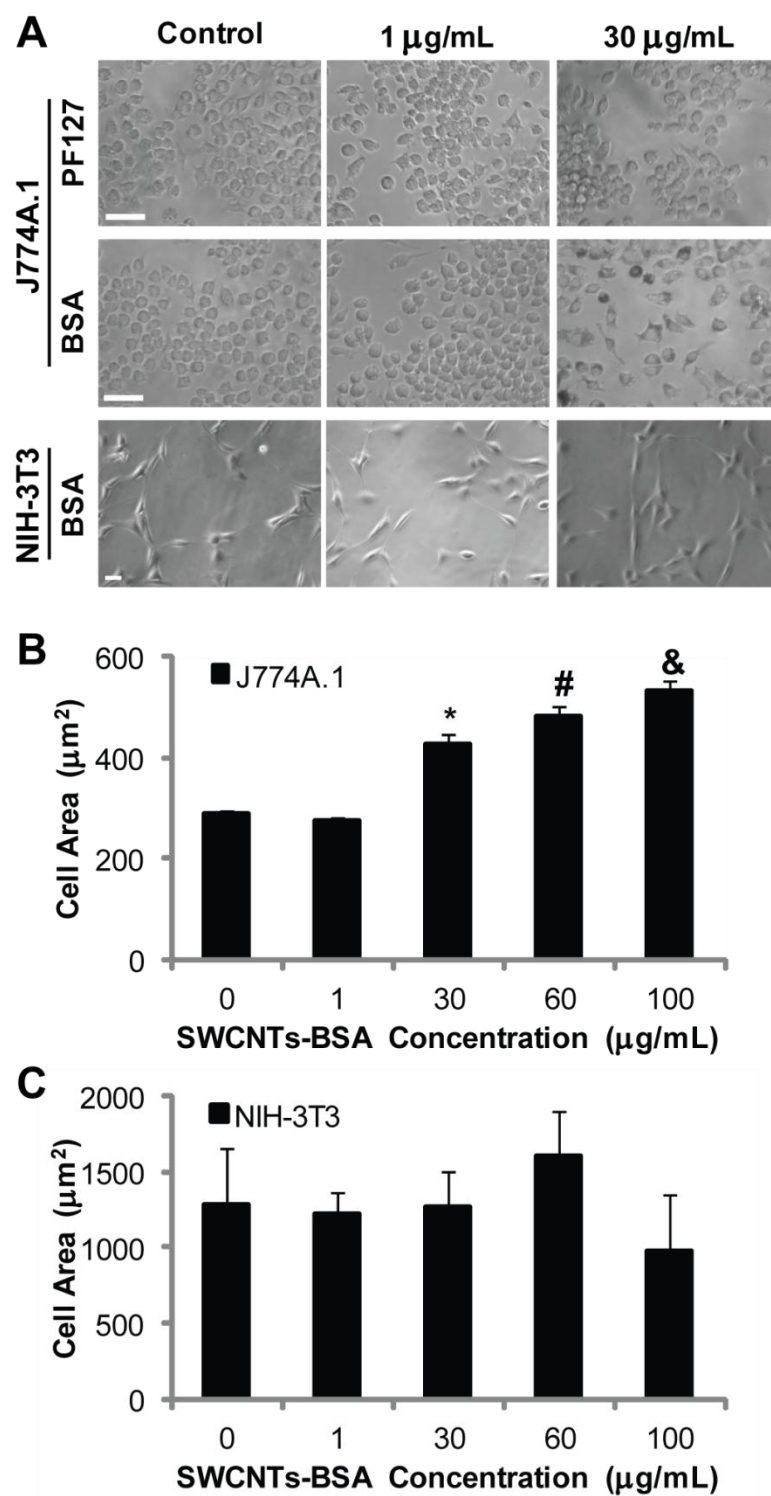 A
Control 1 μg/mL 30 μg/mL
J774A.1
PF127
BSA
NIH-3T3
BSA
B
600
400
200
0
Cell Area (μm²)
J774A.1
*
#
&
0 1 30 60 100
SWCNTs-BSA Concentration (μg/mL)
C
2000
1500
1000
500
0
Cell Area (μm²)
NIH-3T3
0 1 30 60 100
SWCNTs-BSA Concentration (μg/mL)